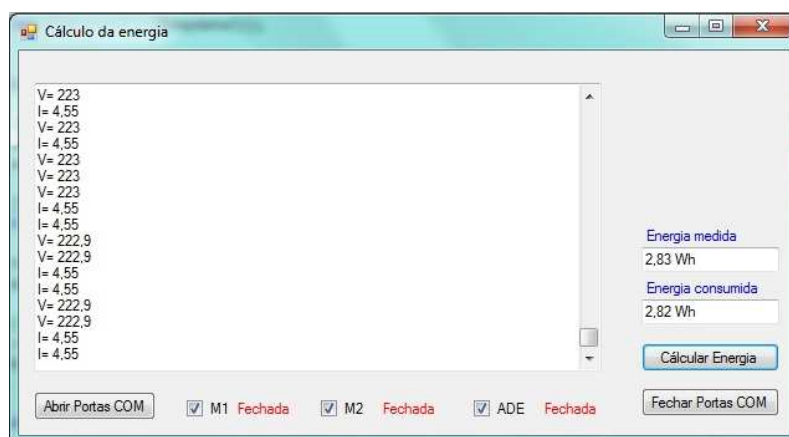 Cálculo da energia
V= 223
I= 4,55
V= 223
I= 4,55
V= 223
V= 223
V= 223
I= 4,55
I= 4,55
V= 222,9
V= 222,9
I= 4,55
I= 4,55
V= 222,9
V= 222,9
I= 4,55
I= 4,55
Energia medida
2,83 Wh
Energia consumida
2,82 Wh
Cálcular Energia
Abrir Portas COM M1 Fechada M2 Fechada ADE Fechada Fechar Portas COM